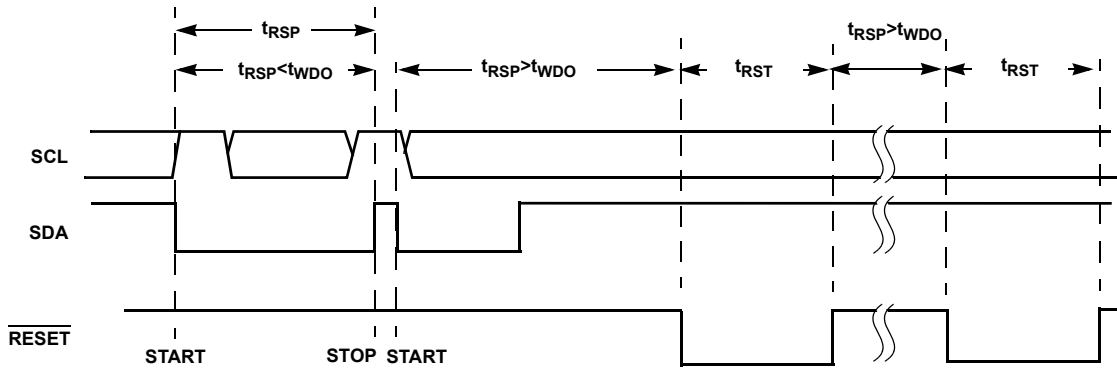 tRSP
tRSP<tWDO
tRSP>tWDO
tRST
tRSP>tWDO
tRST
SCL
SDA
RESET
START
STOP
START